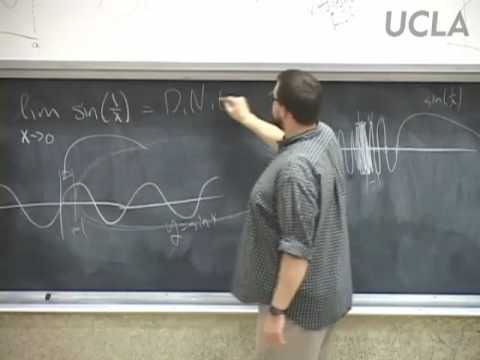 UCLA
lim sin(1/x) = D.N.E
x→0
sin(1/x)
y=sin x